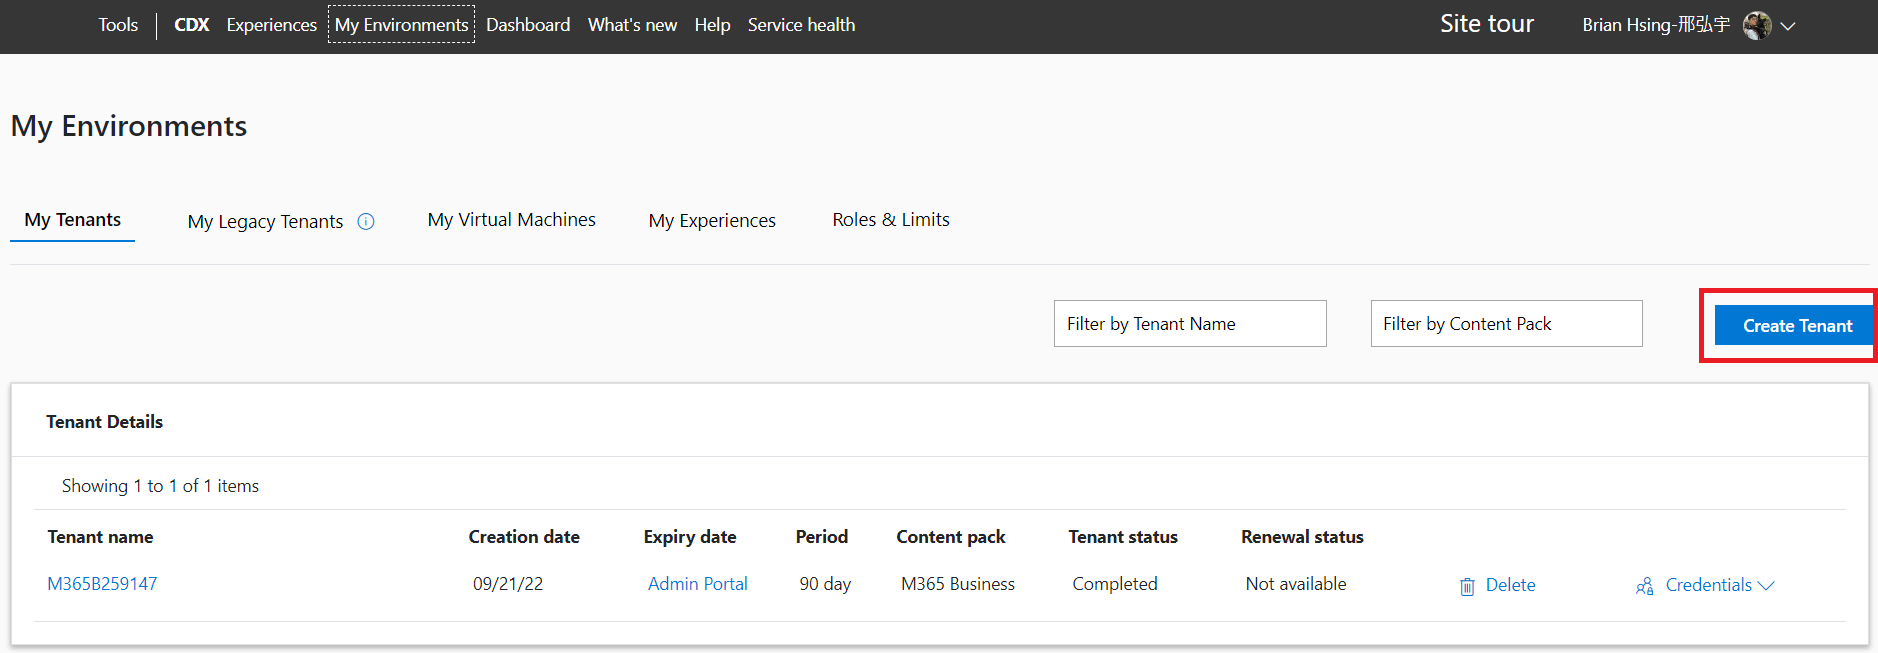 Tools CDX Experiences My Environments Dashboard What's new Help Service health Site tour Brian Hsing-邢弘宇
My Environments
My Tenants My Legacy Tenants My Virtual Machines My Experiences Roles & Limits
Filter by Tenant Name Filter by Content Pack Create Tenant
Tenant Details
Showing 1 to 1 of 1 items
Tenant name Creation date Expiry date Period Content pack Tenant status Renewal status
M365B259147 09/21/22 Admin Portal 90 day M365 Business Completed Not available Delete Credentials